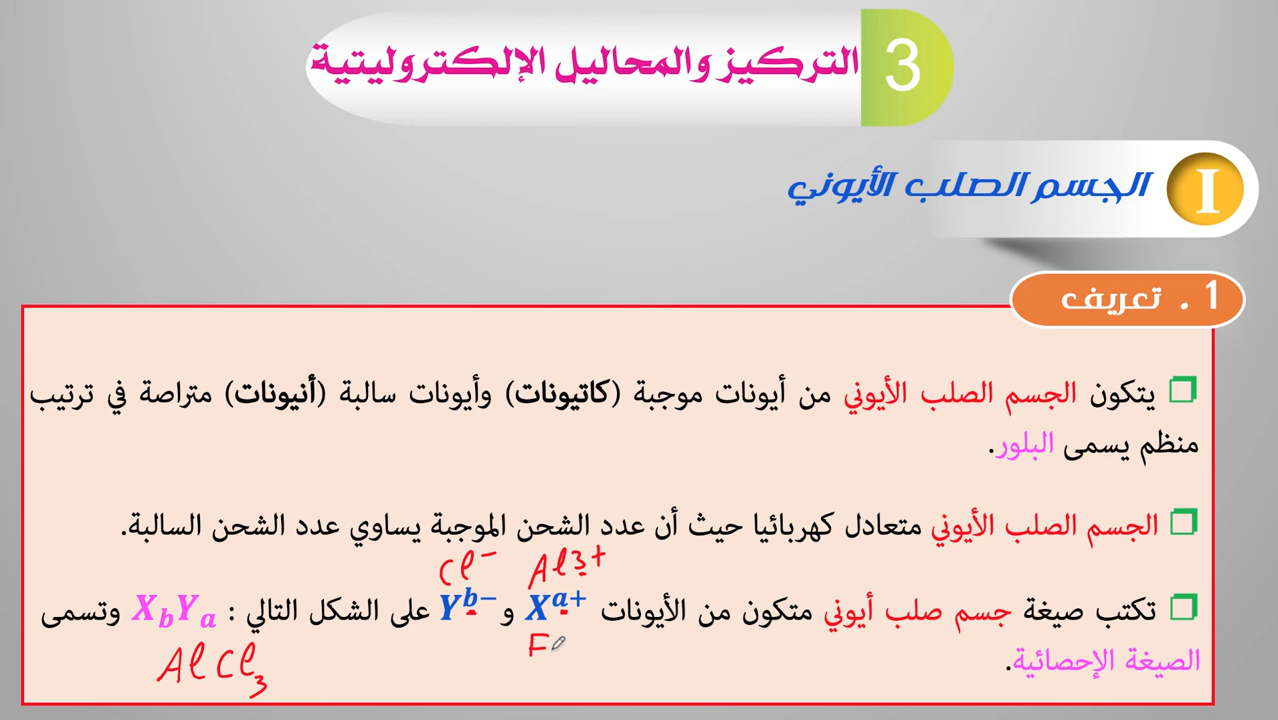 3 التركيز والمحاليل الإلكتروليتية
I الجسم الصلب الأيوني
1 . تعريف
❒ يتكون الجسم الصلب الأيوني من أيونات موجبة (كاتيونات) وأيونات سالبة (أنيونات) متراصة في ترتيب
منظم يسمى البلور.
❒ الجسم الصلب الأيوني متعادل كهربائيا حيث أن عدد الشحن الموجبة يساوي عدد الشحن السالبة.
Cl⁻ Al³⁺
❒ تكتب صيغة جسم صلب أيوني متكون من الأيونات Xᵃ⁺ و Yᵇ⁻ على الشكل التالي : X_bY_a وتسمى
F
الصيغة الإحصائية.
AlCl₃